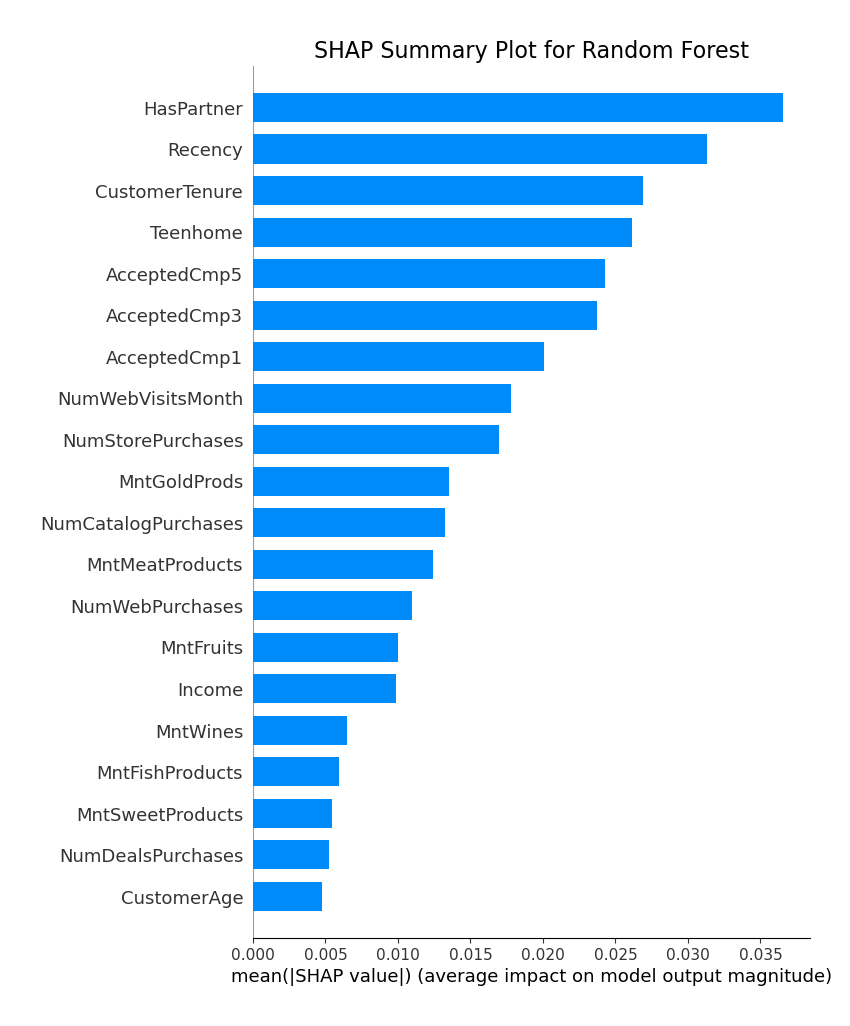 SHAP Summary Plot for Random Forest
HasPartner
Recency
CustomerTenure
Teenhome
AcceptedCmp5
AcceptedCmp3
AcceptedCmp1
NumWebVisitsMonth
NumStorePurchases
MntGoldProds
NumCatalogPurchases
MntMeatProducts
NumWebPurchases
MntFruits
Income
MntWines
MntFishProducts
MntSweetProducts
NumDealsPurchases
CustomerAge
0.000 0.005 0.010 0.015 0.020 0.025 0.030 0.035
mean(|SHAP value|) (average impact on model output magnitude)